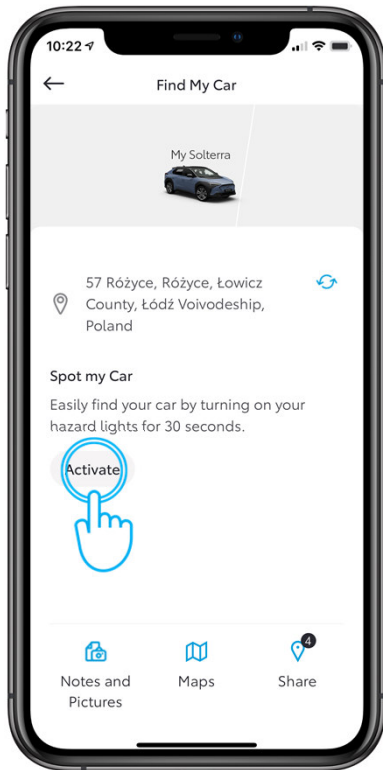 10:22
Find My Car
My Solterra
57 Różyce, Różyce, Łowicz
County, Łódź Voivodeship,
Poland
Spot my Car
Easily find your car by turning on your
hazard lights for 30 seconds.
Activate
4
Notes and
Pictures
Maps
Share